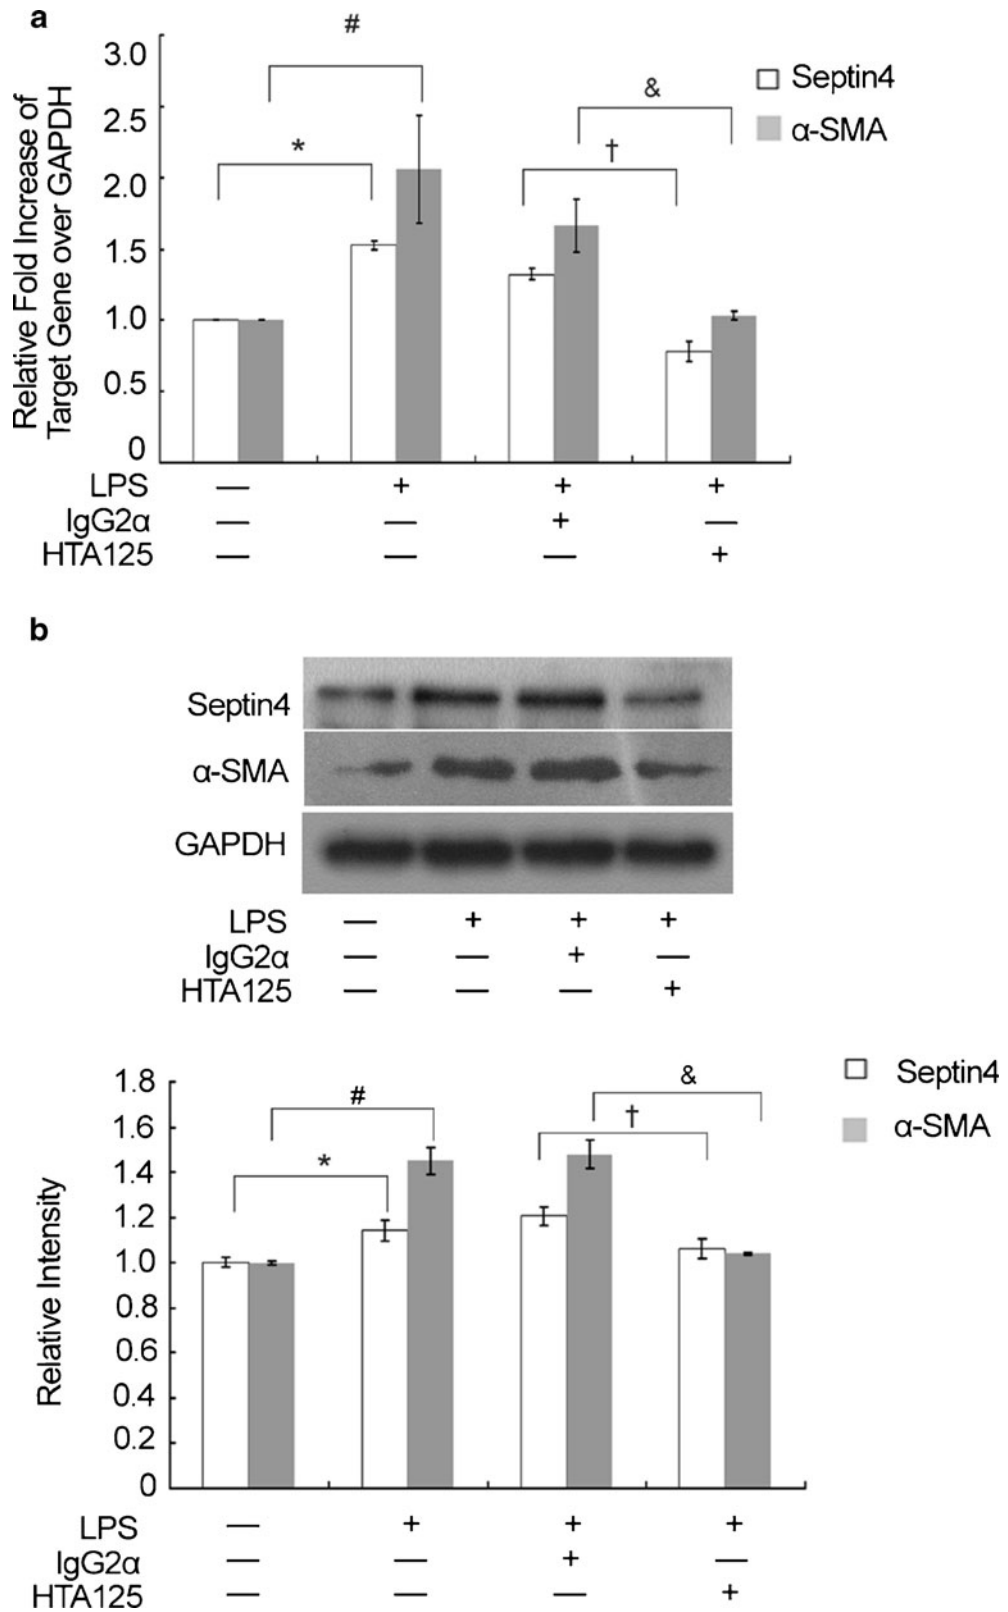 a
#
3.0
Septin4
&
2.5
α-SMA
*
†
2.0
1.5
1.0
0.5
0
Relative Fold Increase of
Target Gene over GAPDH
LPS — + + +
IgG2α — — + —
HTA125 — — — +
b
Septin4
α-SMA
GAPDH
LPS — + + +
IgG2α — — + —
HTA125 — — — +
1.8
&
Septin4
#
†
1.6
α-SMA
*
1.4
1.2
1.0
0.8
0.6
0.4
0.2
0
Relative Intensity
LPS — + + +
IgG2α — — + —
HTA125 — — — +